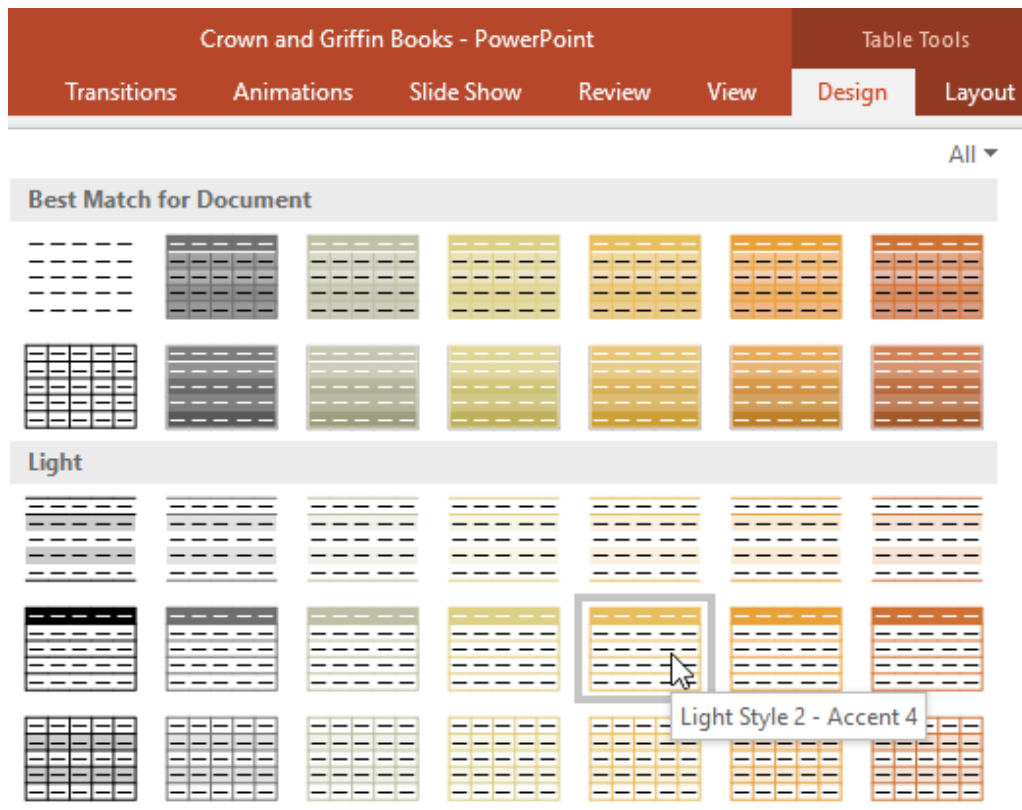 Crown and Griffin Books - PowerPoint Table Tools
Transitions Animations Slide Show Review View Design Layout
All
Best Match for Document
Light
Light Style 2 - Accent 4